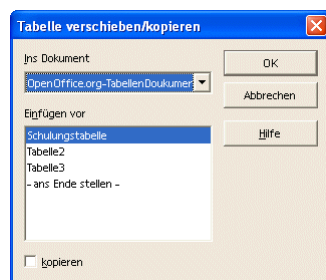 Tabelle verschieben/kopieren
Ins Dokument
OpenOffice.org-TabellenDoukumer
Einfügen vor
Schulungstabelle
Tabelle2
Tabelle3
- ans Ende stellen -
kopieren
OK
Abbrechen
Hilfe